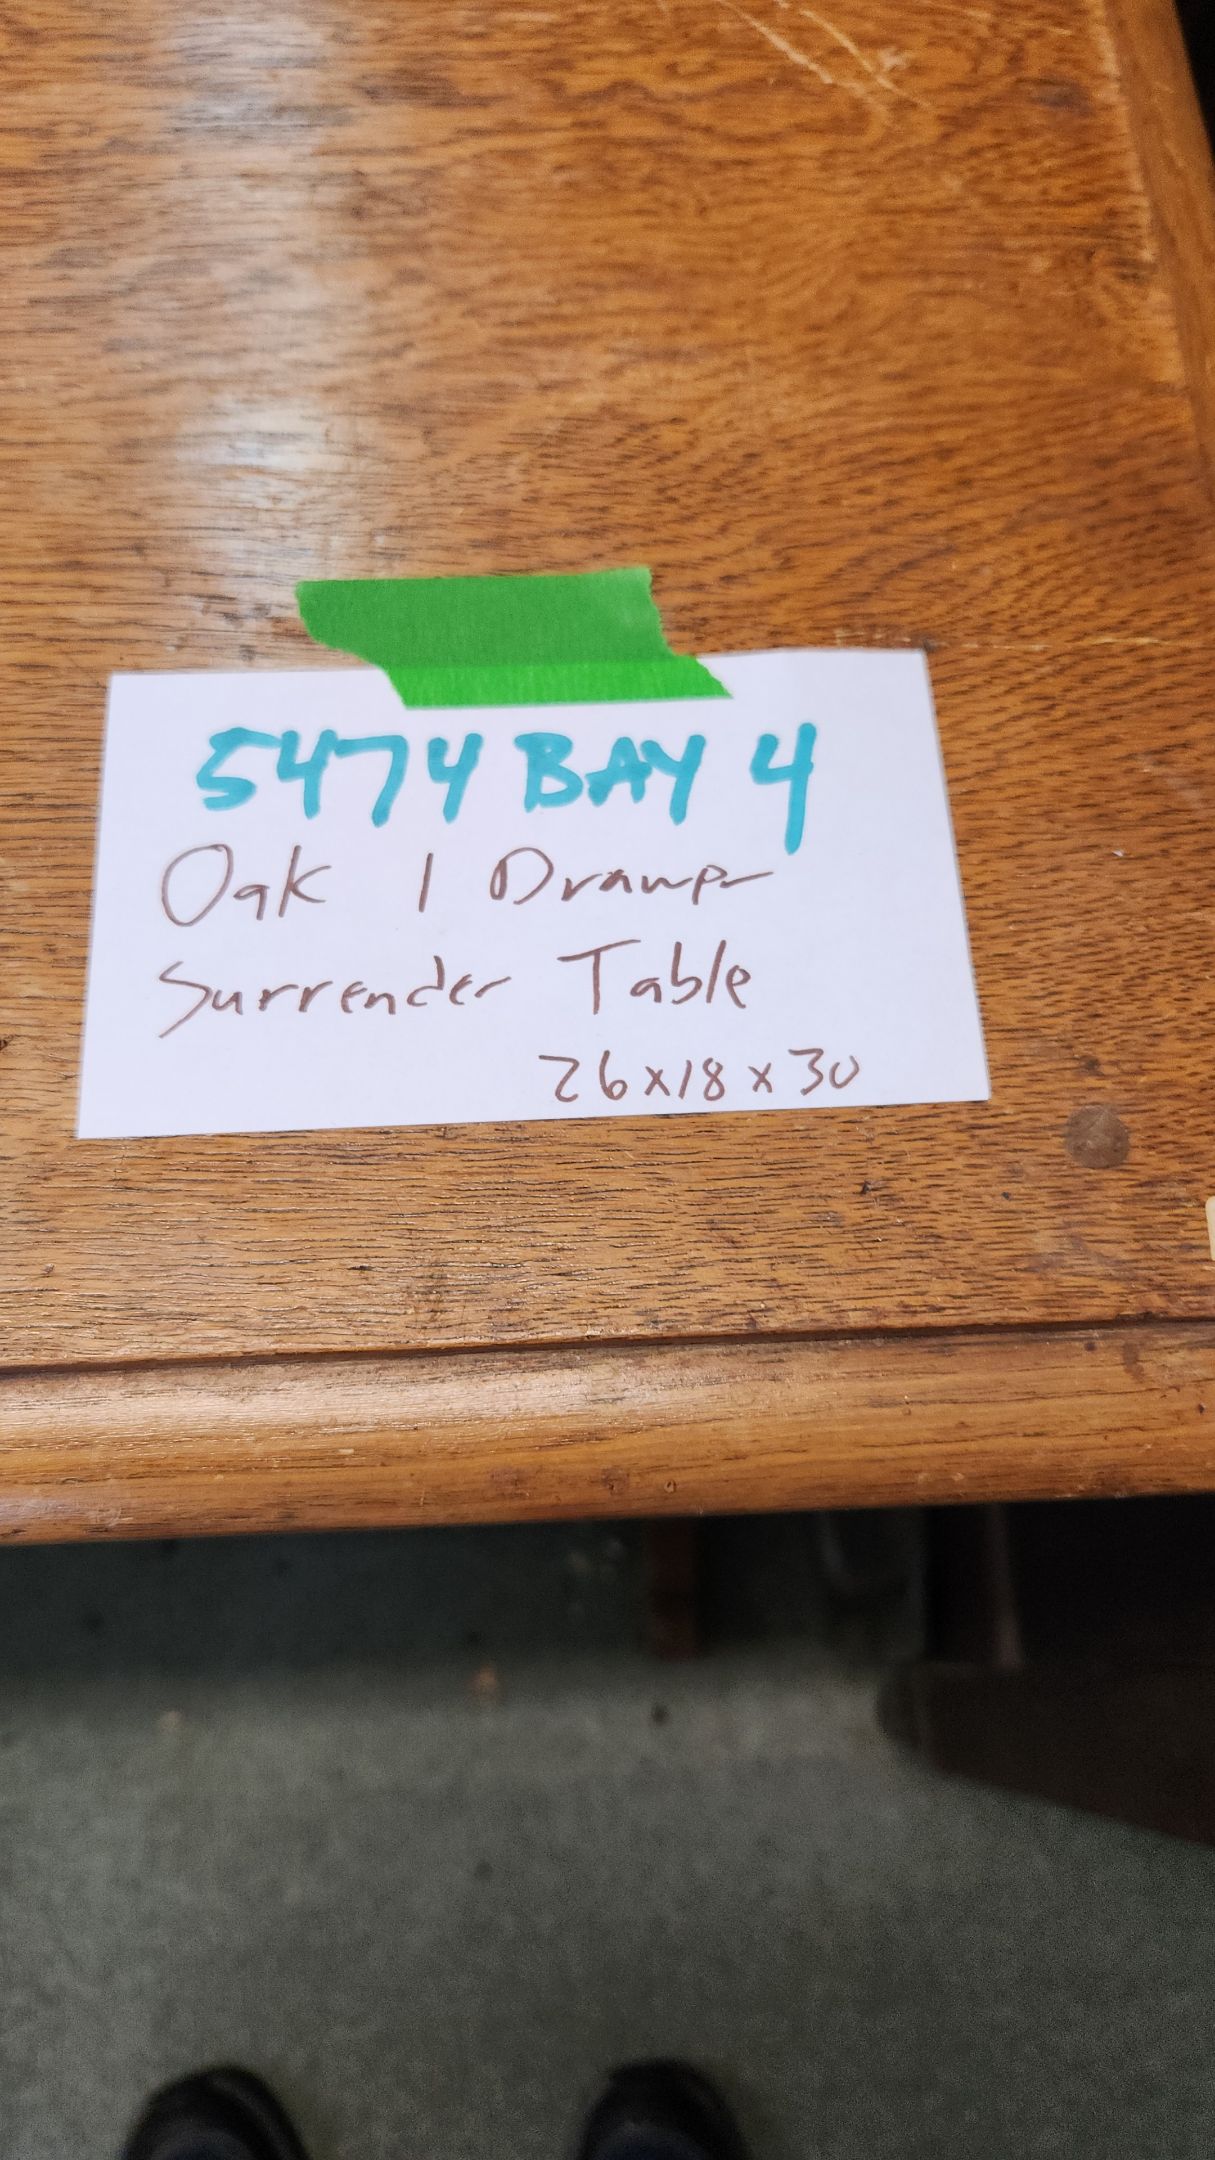 5474 BAY 4
Oak 1 Drawer
Surrender Table
26x18x30